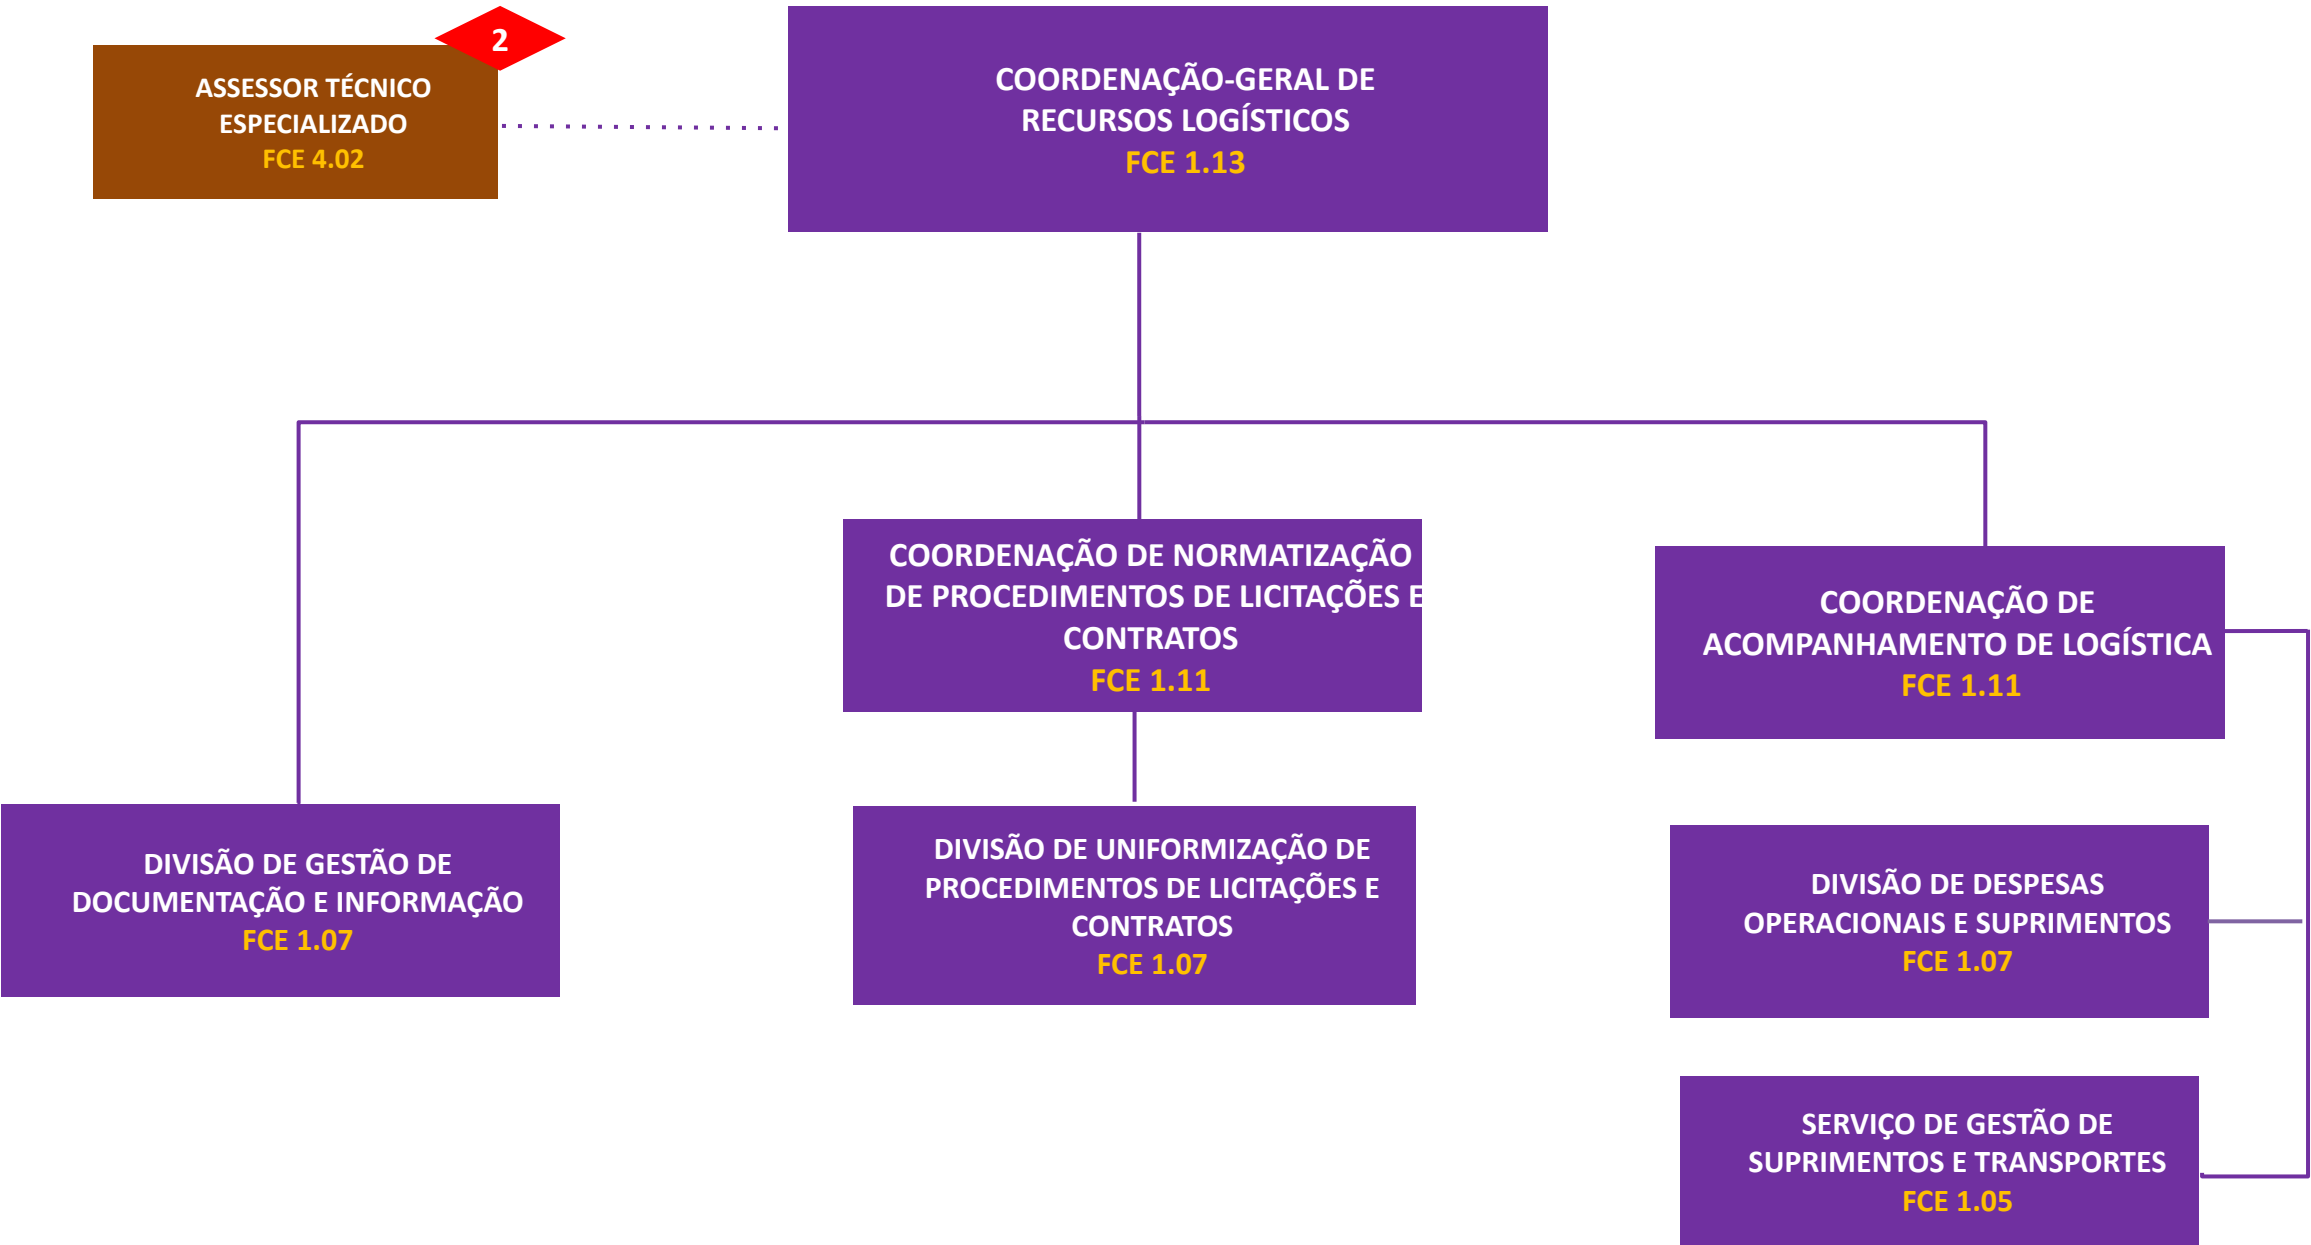 2
ASSESSOR TÉCNICO
ESPECIALIZADO
FCE 4.02
COORDENAÇÃO-GERAL DE
RECURSOS LOGÍSTICOS
FCE 1.13
COORDENAÇÃO DE NORMATIZAÇÃO
DE PROCEDIMENTOS DE LICITAÇÕES E
CONTRATOS
FCE 1.11
COORDENAÇÃO DE
ACOMPANHAMENTO DE LOGÍSTICA
FCE 1.11
DIVISÃO DE GESTÃO DE
DOCUMENTAÇÃO E INFORMAÇÃO
FCE 1.07
DIVISÃO DE UNIFORMIZAÇÃO DE
PROCEDIMENTOS DE LICITAÇÕES E
CONTRATOS
FCE 1.07
DIVISÃO DE DESPESAS
OPERACIONAIS E SUPRIMENTOS
FCE 1.07
SERVIÇO DE GESTÃO DE
SUPRIMENTOS E TRANSPORTES
FCE 1.05